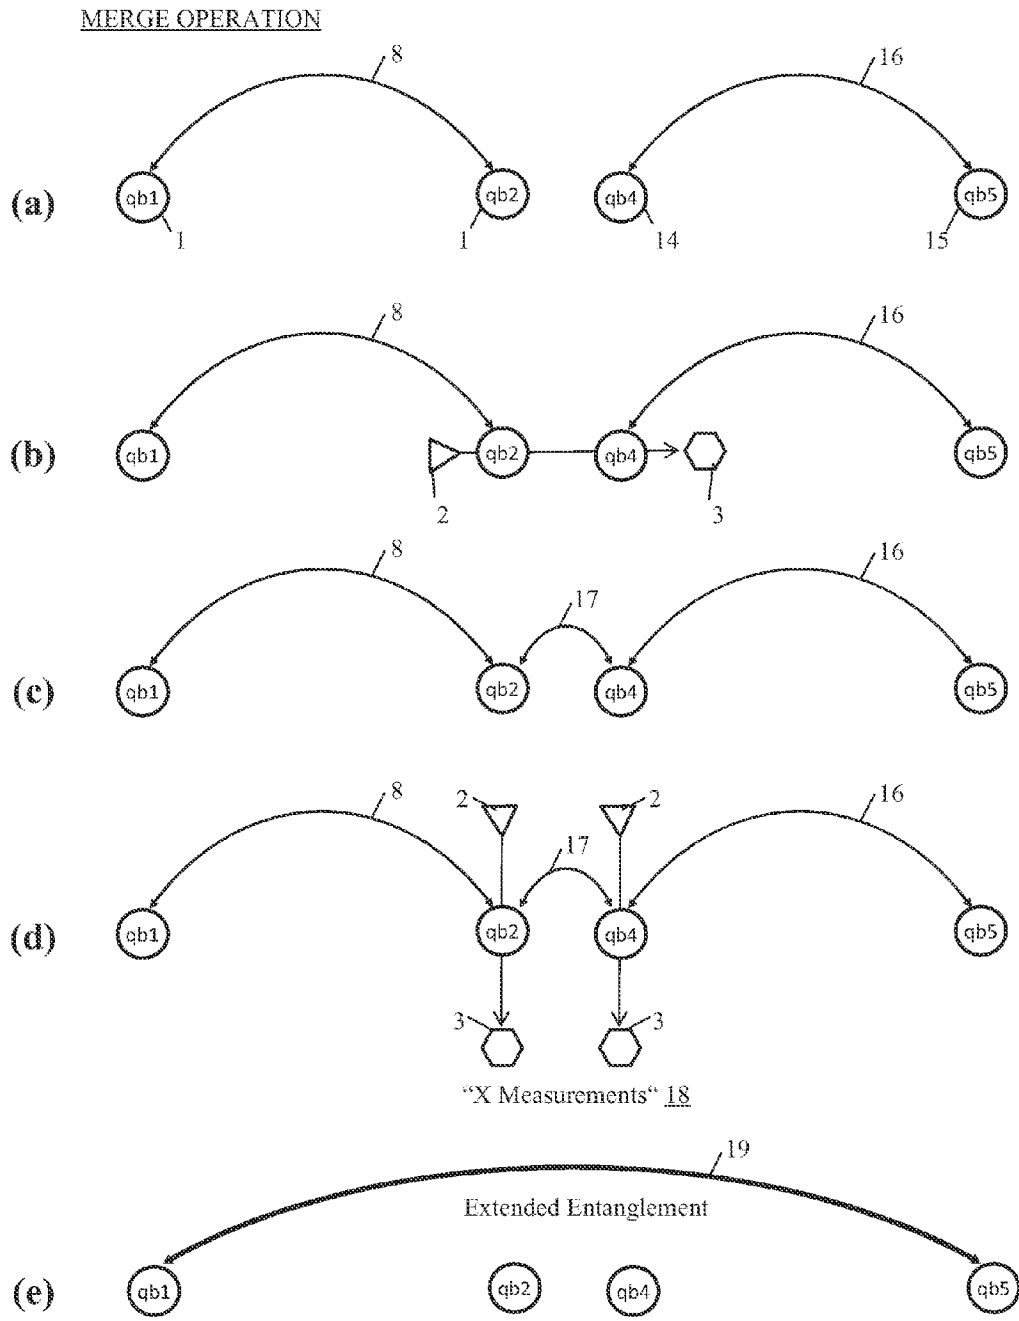 MERGE OPERATION
8 16
(a) qb1 qb2 qb4 qb5
1 1 14 15
8 16
(b) qb1 qb2 qb4 qb5
2 3
8 17 16
(c) qb1 qb2 qb4 qb5
8 2 2 16
17
(d) qb1 qb2 qb4 qb5
3 3
“X Measurements“ 18
19
Extended Entanglement
(e) qb1 qb2 qb4 qb5